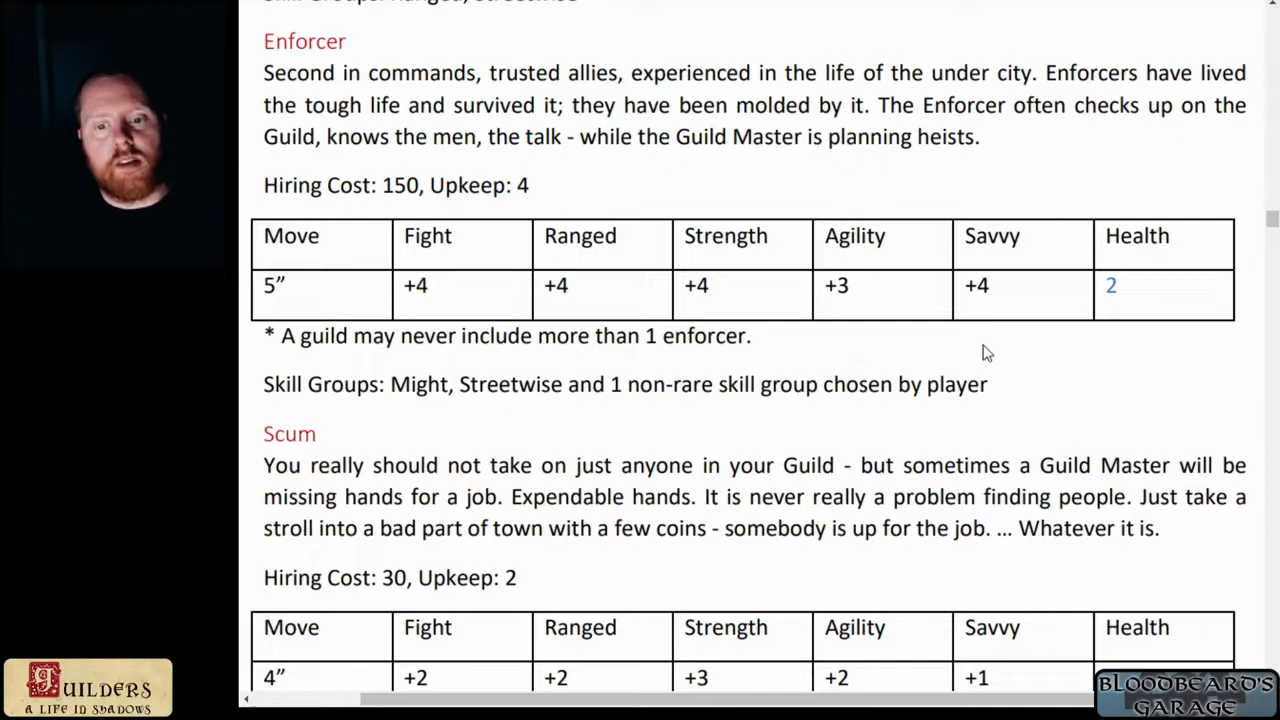 Enforcer
Second in commands, trusted allies, experienced in the life of the under city. Enforcers have lived
the tough life and survived it; they have been molded by it. The Enforcer often checks up on the
Guild, knows the men, the talk - while the Guild Master is planning heists.
Hiring Cost: 150, Upkeep: 4
Move Fight Ranged Strength Agility Savvy Health
5” +4 +4 +4 +3 +4 2
* A guild may never include more than 1 enforcer.
Skill Groups: Might, Streetwise and 1 non-rare skill group chosen by player
Scum
You really should not take on just anyone in your Guild - but sometimes a Guild Master will be
missing hands for a job. Expendable hands. It is never really a problem finding people. Just take a
stroll into a bad part of town with a few coins - somebody is up for the job. ... Whatever it is.
Hiring Cost: 30, Upkeep: 2
Move Fight Ranged Strength Agility Savvy Health
4” +2 +2 +3 +2 +1
GUILDERS
A LIFE IN SHADOWS
BLOODBEARD'S
GARAGE